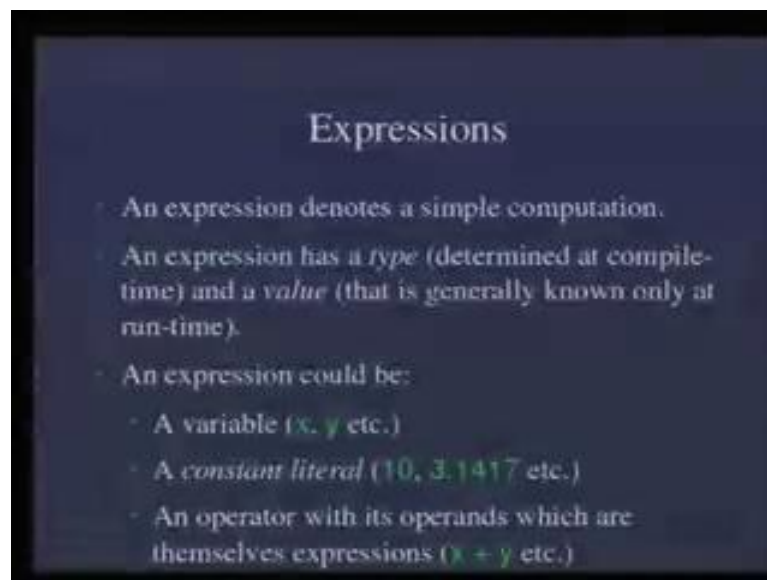 Expressions
An expression denotes a simple computation.
An expression has a type (determined at compile-
time) and a value (that is generally known only at
run-time).
An expression could be:
A variable (x, y etc.)
A constant literal (10, 3.1417 etc.)
An operator with its operands which are
themselves expressions (x + y etc.)